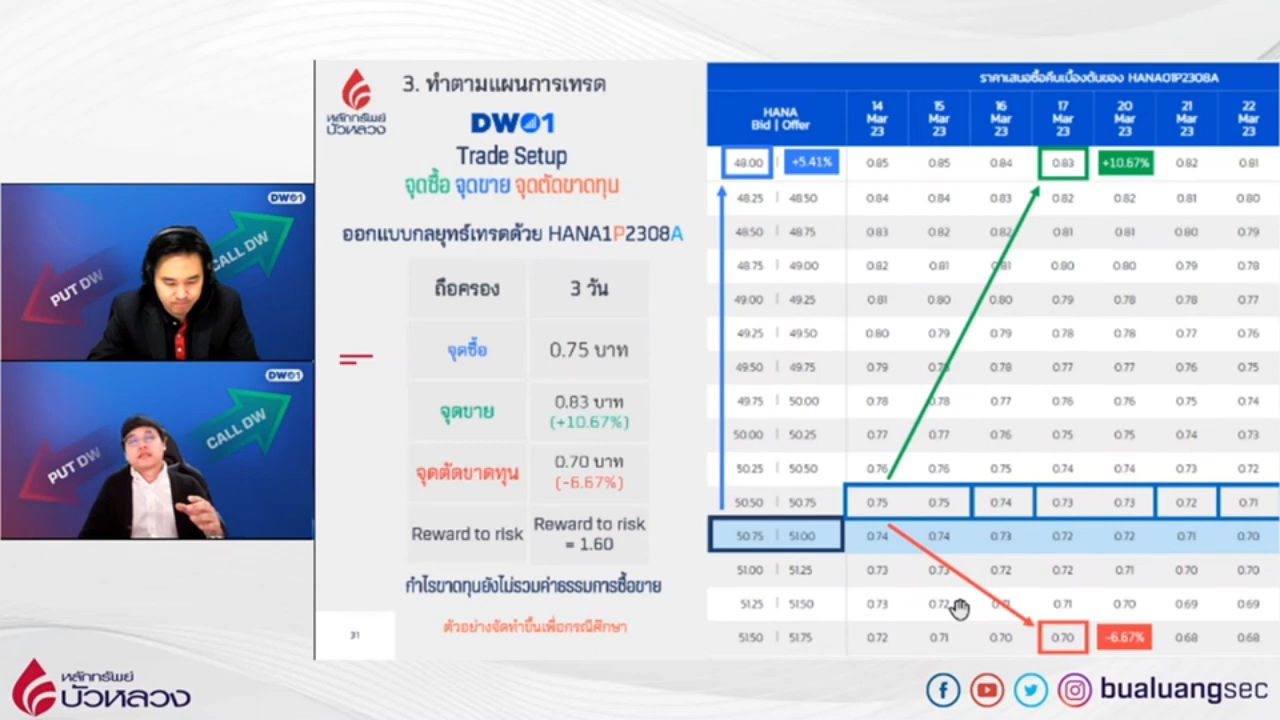 3. ทำตามแผนการเทรด
หลักทรัพย์
บัวหลวง
DW01
Trade Setup
จุดซื้อ จุดขาย จุดตัดขาดทุน
ออกแบบกลยุทธ์เทรดด้วย HANA1P2308A
ถือครอง 3 วัน
จุดซื้อ 0.75 บาท
จุดขาย 0.83 บาท
(+10.67%)
จุดตัดขาดทุน 0.70 บาท
(-6.67%)
Reward to risk Reward to risk
= 1.60
กำไรขาดทุนยังไม่รวมค่าธรรมการซื้อขาย
ตัวอย่างจัดทำขึ้นเพื่อกรณีศึกษา
31
DW01
PUT DW
CALL DW
DW01
PUT DW
CALL DW
ราคาเสนอซื้อคืนเบื้องต้นของ HANA01P2308A
HANA
Bid | Offer
14 Mar 23 15 Mar 23 16 Mar 23 17 Mar 23 20 Mar 23 21 Mar 23 22 Mar 23
48.00 +5.41% 0.85 0.85 0.84 0.83 +10.67% 0.82 0.81
48.25 | 48.50 0.84 0.84 0.83 0.82 0.82 0.81 0.80
48.50 | 48.75 0.83 0.82 0.82 0.81 0.81 0.80 0.79
48.75 | 49.00 0.82 0.81 0.81 0.80 0.80 0.79 0.78
49.00 | 49.25 0.81 0.80 0.80 0.79 0.78 0.78 0.77
49.25 | 49.50 0.80 0.79 0.79 0.78 0.78 0.77 0.76
49.50 | 49.75 0.79 0.78 0.77 0.77 0.76 0.75
49.75 | 50.00 0.78 0.78 0.77 0.76 0.76 0.75 0.74
50.00 | 50.25 0.77 0.77 0.76 0.75 0.75 0.74 0.73
50.25 | 50.50 0.76 0.76 0.75 0.74 0.74 0.73 0.72
50.50 | 50.75 0.75 0.75 0.74 0.73 0.73 0.72 0.71
50.75 | 51.00 0.74 0.74 0.73 0.72 0.72 0.71 0.70
51.00 | 51.25 0.73 0.73 0.72 0.72 0.71 0.70 0.70
51.25 | 51.50 0.73 0.72 0.71 0.70 0.69 0.69
51.50 | 51.75 0.72 0.71 0.70 0.70 -6.67% 0.68 0.68
หลักทรัพย์
บัวหลวง
bualuangsec